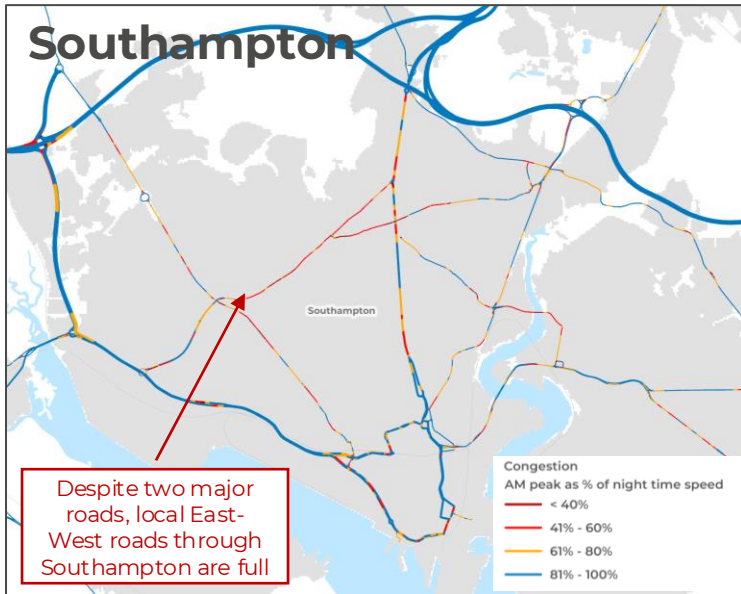 Southampton
Southampton
Despite two major
roads, local East-
West roads through
Southampton are full
Congestion
AM peak as % of night time speed
< 40%
41% - 60%
61% - 80%
81% - 100%